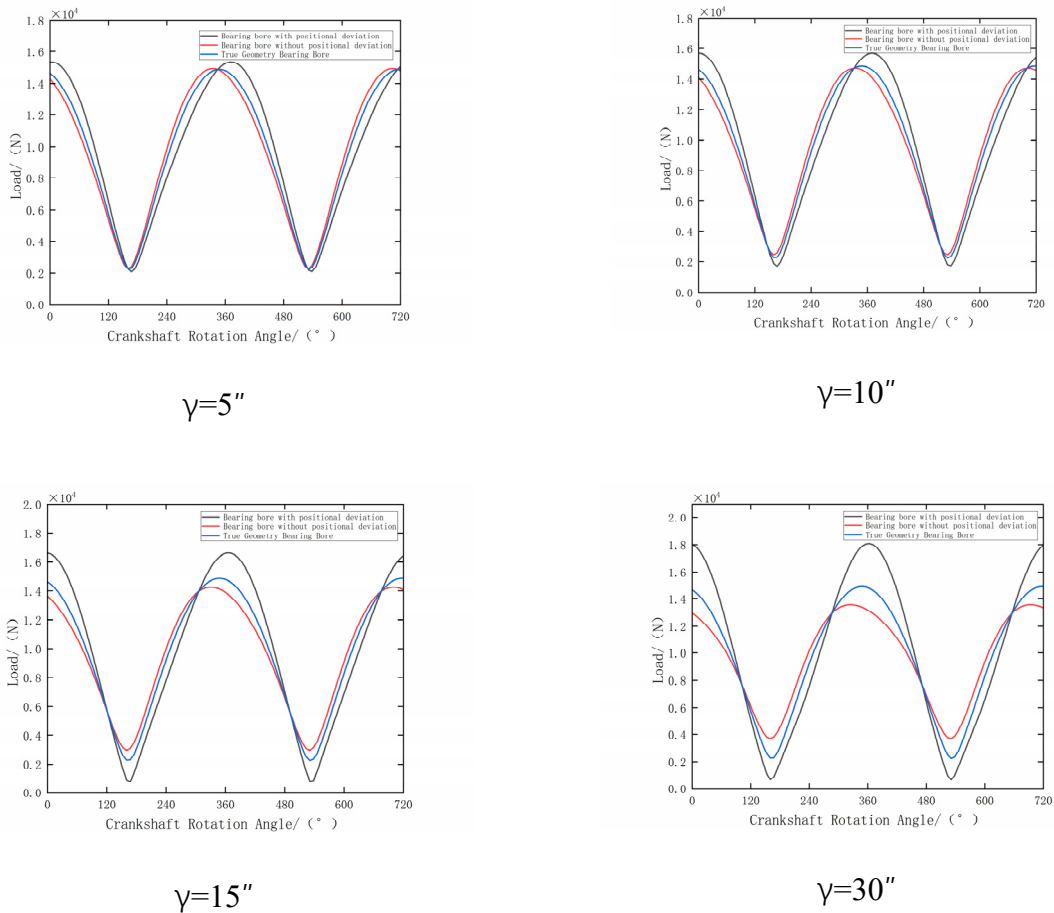 ×10⁴
1.8
1.6
1.4
1.2
1.0
0.8
0.6
0.4
0.2
0.0
Load/ (N)
Bearing bore with positional deviation
Bearing bore without positional deviation
True Geometry Bearing Bore
0 120 240 360 480 600 720
Crankshaft Rotation Angle/ (° )
γ=5″
×10⁴
1.8
1.6
1.4
1.2
1.0
0.8
0.6
0.4
0.2
0.0
Load/ (N)
Bearing bore with positional deviation
Bearing bore without positional deviation
True Geometry Bearing Bore
0 120 240 360 480 600 720
Crankshaft Rotation Angle/ (° )
γ=10″
×10⁴
2.0
1.8
1.6
1.4
1.2
1.0
0.8
0.6
0.4
0.2
0.0
Load/ (N)
Bearing bore with positional deviation
Bearing bore without positional deviation
True Geometry Bearing Bore
0 120 240 360 480 600 720
Crankshaft Rotation Angle/ (° )
γ=15″
×10⁴
2.0
1.8
1.6
1.4
1.2
1.0
0.8
0.6
0.4
0.2
0.0
Load/ (N)
Bearing bore with positional deviation
Bearing bore without positional deviation
True Geometry Bearing Bore
0 120 240 360 480 600 720
Crankshaft Rotation Angle/ (° )
γ=30″